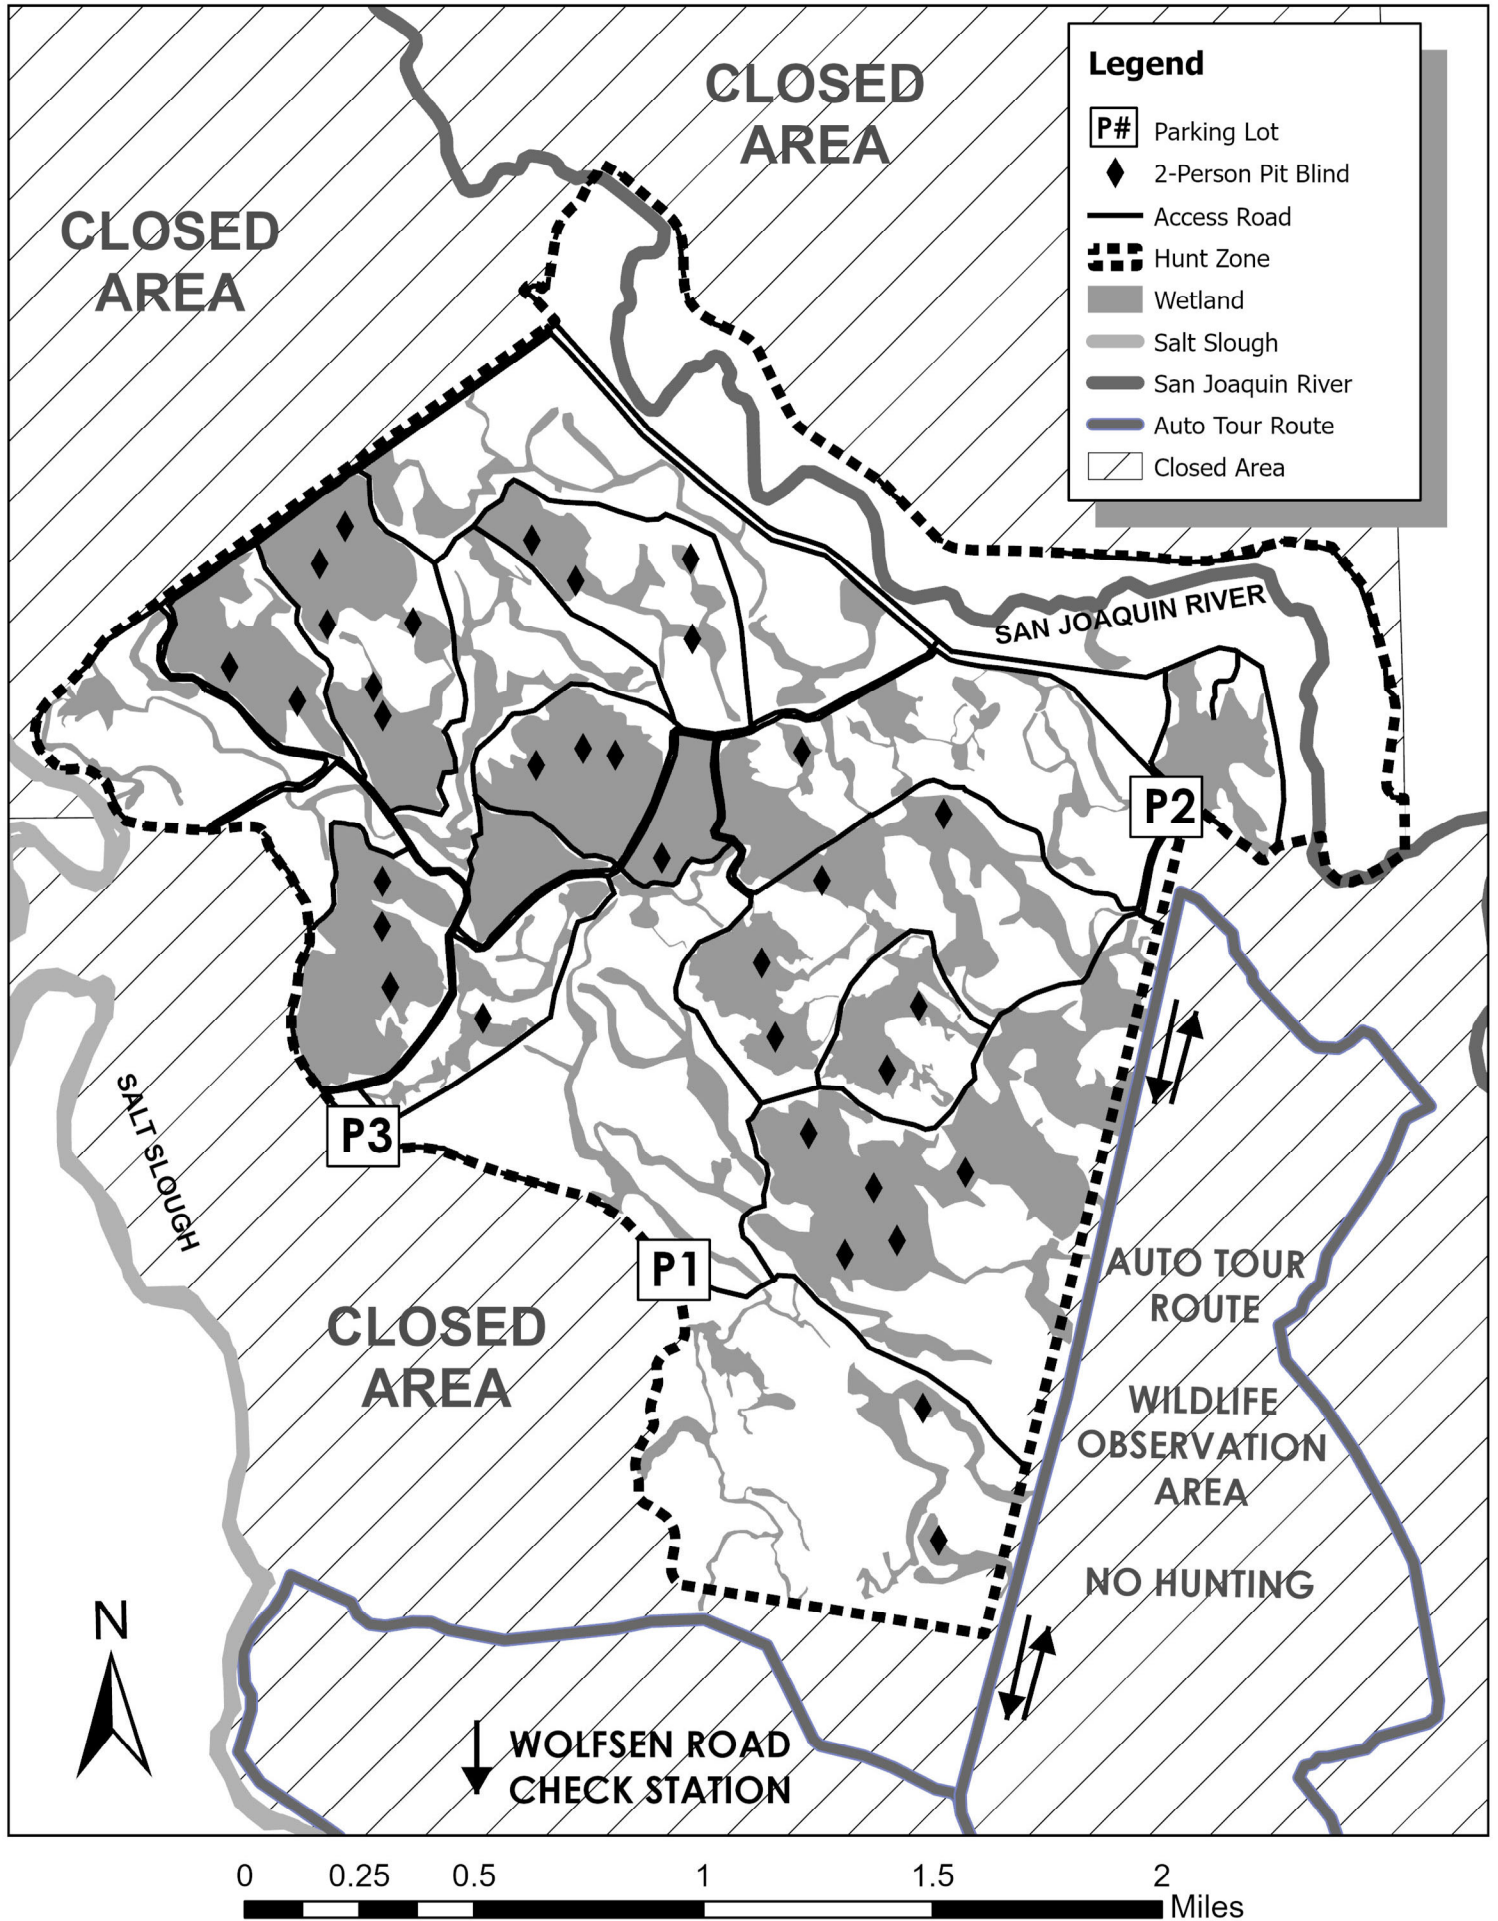 CLOSED
AREA
CLOSED
AREA
Legend
P# Parking Lot
2-Person Pit Blind
Access Road
Hunt Zone
Wetland
Salt Slough
San Joaquin River
Auto Tour Route
Closed Area
SAN JOAQUIN RIVER
P2
P3
SALT SLOUGH
P1
CLOSED
AREA
AUTO TOUR
ROUTE
WILDLIFE
OBSERVATION
AREA
NO HUNTING
N
WOLFSEN ROAD
CHECK STATION
0 0.25 0.5 1 1.5 2
Miles